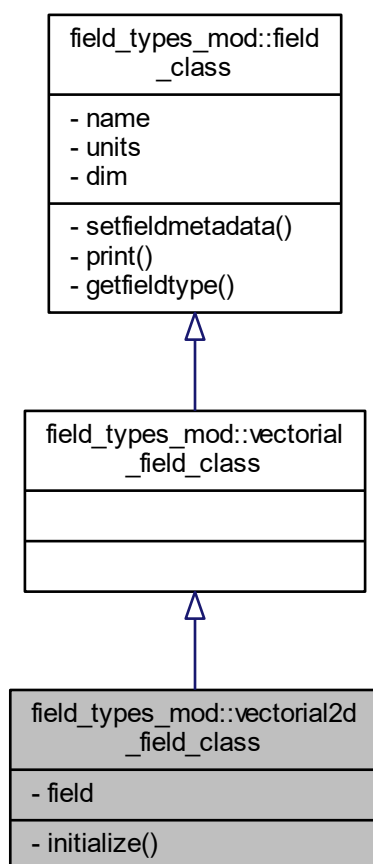 field_types_mod::field
_class
- name
- units
- dim
- setfieldmetadata()
- print()
- getfieldtype()
field_types_mod::vectorial
_field_class
field_types_mod::vectorial2d
_field_class
- field
- initialize()